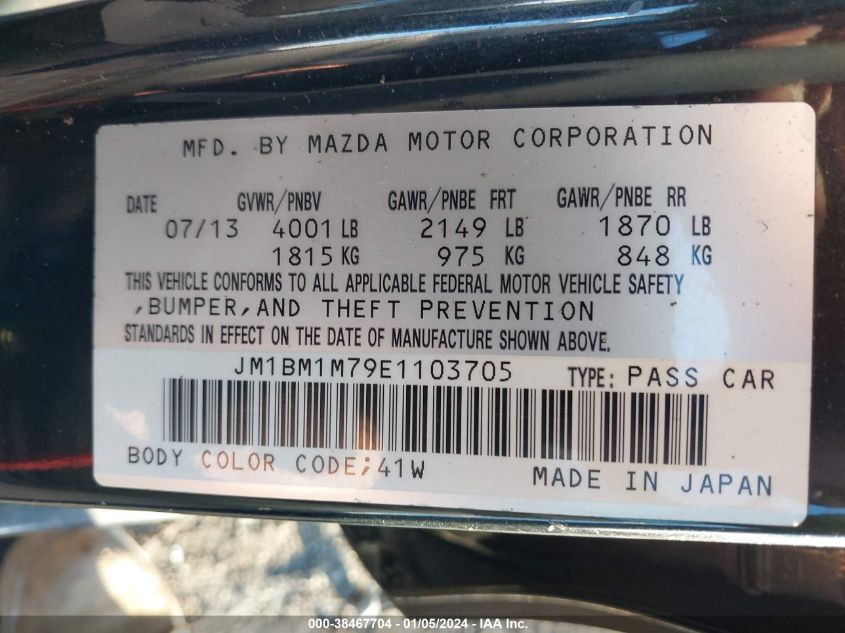 MFD. BY MAZDA MOTOR CORPORATION
DATE GVWR/PNBV GAWR/PNBE FRT GAWR/PNBE RR
07/13 4001 LB 2149 LB 1870 LB
1815 KG 975 KG 848 KG
THIS VEHICLE CONFORMS TO ALL APPLICABLE FEDERAL MOTOR VEHICLE SAFETY
,BUMPER,AND THEFT PREVENTION
STANDARDS IN EFFECT ON THE DATE OF MANUFACTURE SHOWN ABOVE.
JM1BM1M79E1103705 TYPE: PASS CAR
BODY COLOR CODE;41W
MADE IN JAPAN
000-38467704 - 01/05/2024 - IAA Inc.